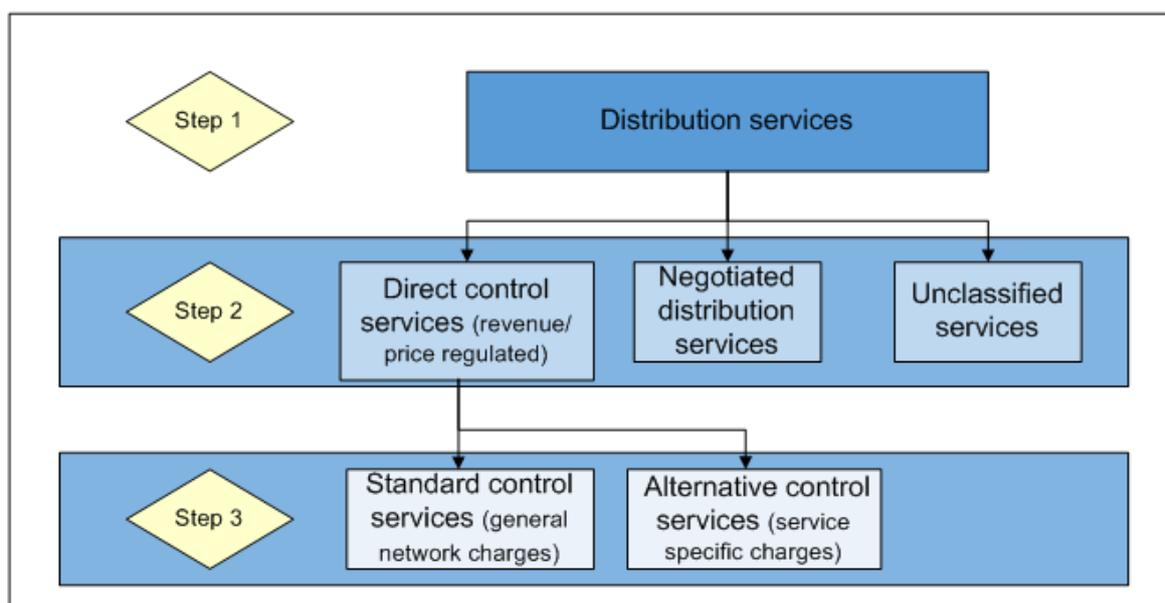 Step 1
Distribution services
Step 2
Direct control
services (revenue/
price regulated)
Negotiated
distribution
services
Unclassified
services
Step 3
Standard control
services (general
network charges)
Alternative control
services (service
specific charges)